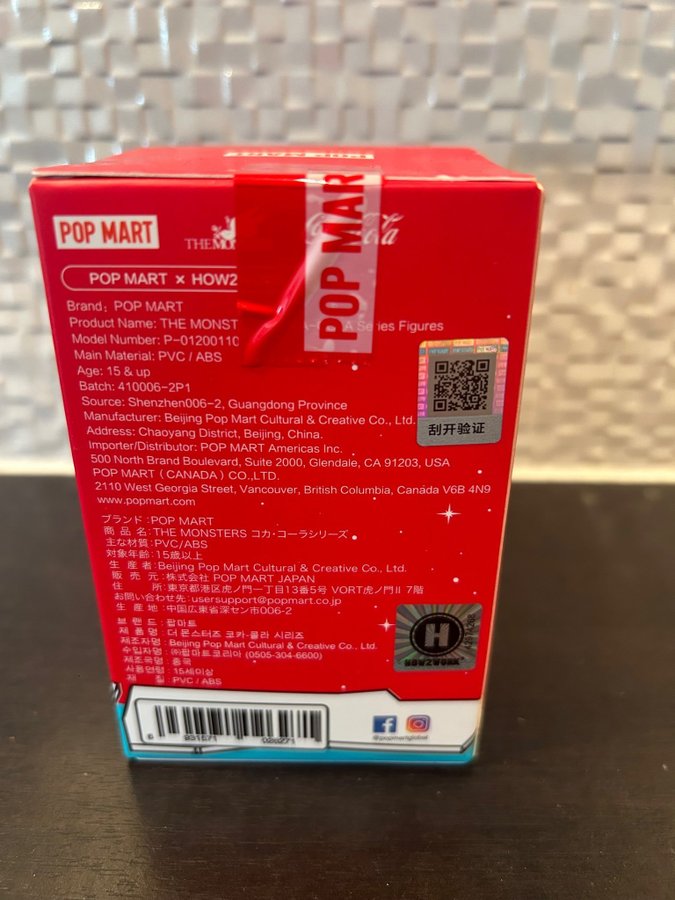 POP MART
POP MART
THE MON
Coca-Cola
POP MAR
POP MART × HOW2
Brand: POP MART
Product Name: THE MONST A Series Figures
Model Number: P-01200110
Main Material: PVC / ABS
Age: 15 & up
Batch: 410006-2P1
Source: Shenzhen006-2, Guangdong Province
Manufacturer: Beijing Pop Mart Cultural & Creative Co., Ltd.
Address: Chaoyang District, Beijing, China.
Importer/Distributor: POP MART Americas Inc.
500 North Brand Boulevard, Suite 2000, Glendale, CA 91203, USA
POP MART (CANADA) CO.,LTD.
2110 West Georgia Street, Vancouver, British Columbia, Canada V6B 4N9
www.popmart.com
刮开验证
ブランド:POP MART
商 品 名:THE MONSTERS コカ·コーラシリーズ
主な材質:PVC/ABS
対象年齢:15歳以上
生 産 者:Beijing Pop Mart Cultural & Creative Co., Ltd.
販 売 元:株式会社 POP MART JAPAN
住 所:東京都港区虎ノ門一丁目13番5号 VORT虎ノ門II 7階
お問い合わせ先:usersupport@popmart.co.jp
生 産 地:中国広東省深セン市006-2
브 랜 드 : 팝마트
제 품 명 : 더 몬스터즈 코카-콜라 시리즈
제조자명 : Beijing Pop Mart Cultural & Creative Co., Ltd.
수입자명 : ㈜팝마트코리아 (0505-304-6600)
제조국명 : 중국
사용연령 : 15세이상
재 질 : PVC / ABS
H
HOW2WORK
@popmartglobal